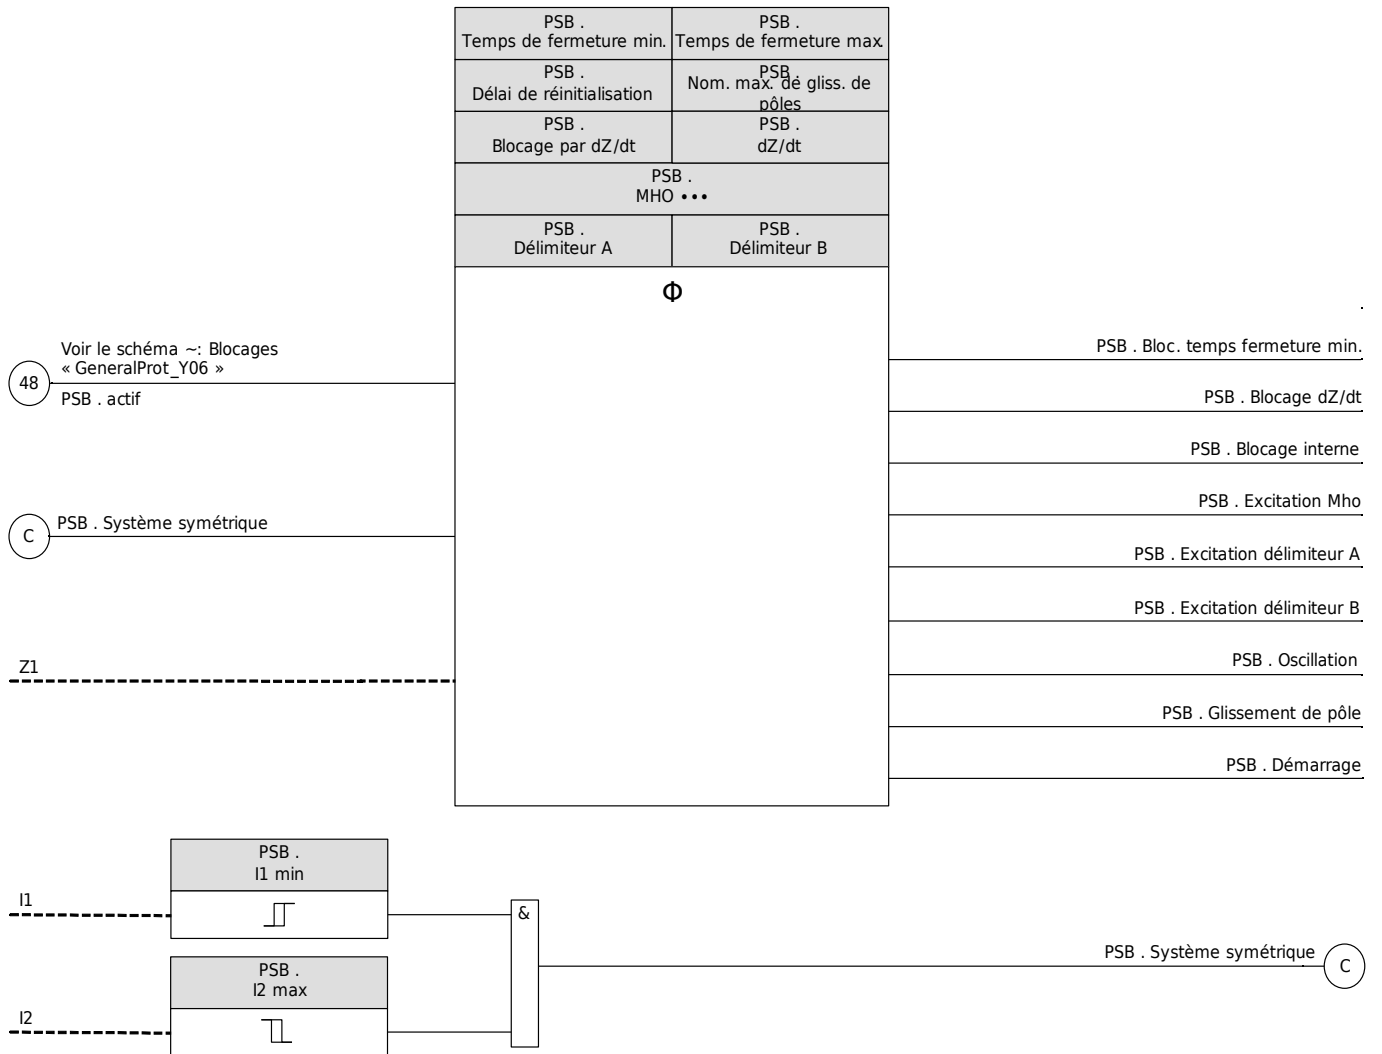 PSB .
Temps de fermeture min.
PSB .
Temps de fermeture max.
PSB .
Délai de réinitialisation
PSB .
Nom. max. de gliss. de
pôles
PSB .
Blocage par dZ/dt
PSB .
dZ/dt
PSB .
MHO •••
PSB .
Délimiteur A
PSB .
Délimiteur B
Φ
Voir le schéma ~: Blocages
« GeneralProt_Y06 »
48
PSB . actif
C
PSB . Système symétrique
Z1
PSB . Bloc. temps fermeture min.
PSB . Blocage dZ/dt
PSB . Blocage interne
PSB . Excitation Mho
PSB . Excitation délimiteur A
PSB . Excitation délimiteur B
PSB . Oscillation
PSB . Glissement de pôle
PSB . Démarrage
PSB .
I1 min
I1
&
PSB . Système symétrique
C
PSB .
I2 max
I2